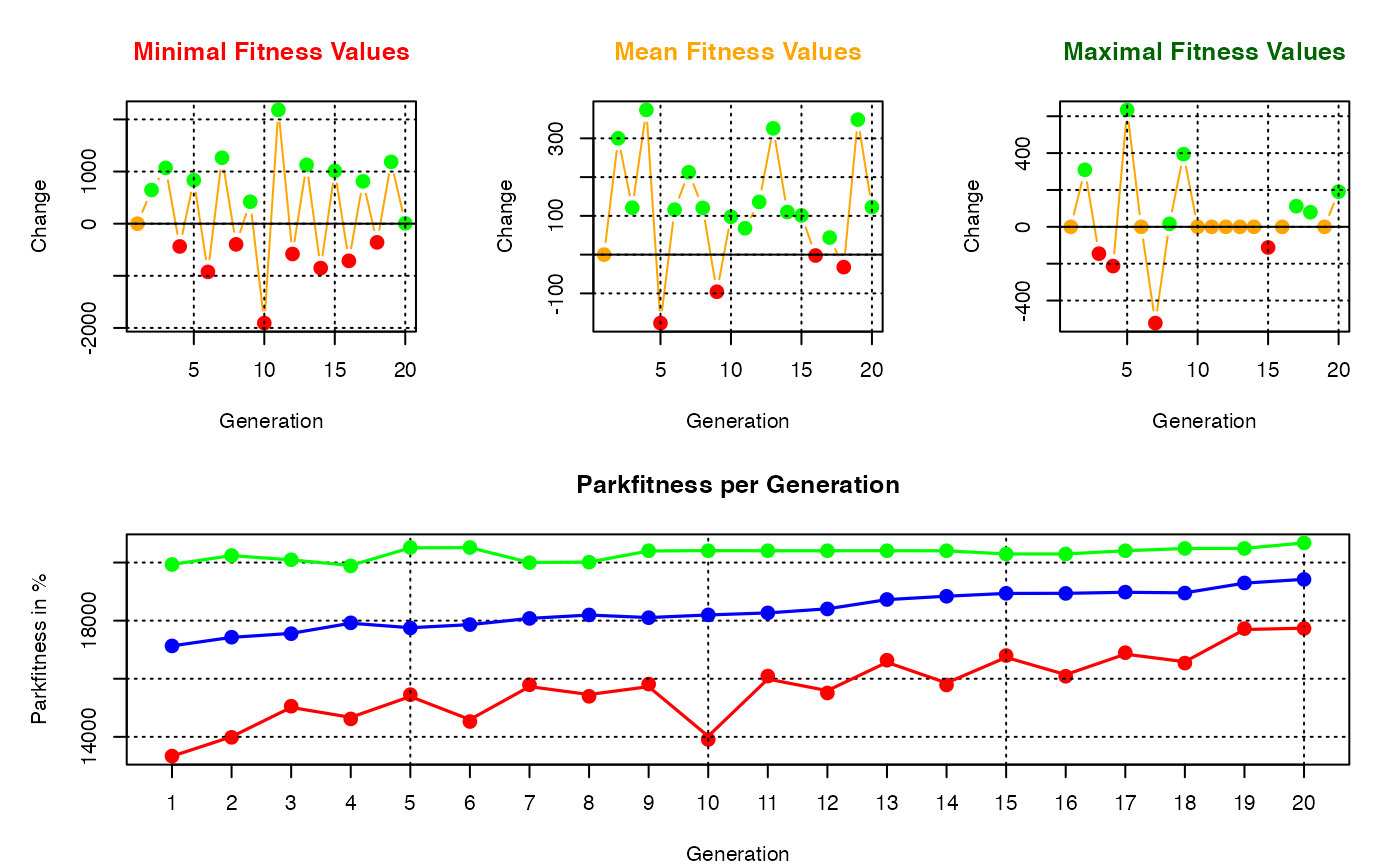 Minimal Fitness Values
Change
-2000 0 1000
5 10 15 20
Generation
Mean Fitness Values
Change
-100 100 300
5 10 15 20
Generation
Maximal Fitness Values
Change
-400 0 400
5 10 15 20
Generation
Parkfitness per Generation
Parkfitness in %
14000 18000
1 2 3 4 5 6 7 8 9 10 11 12 13 14 15 16 17 18 19 20
Generation